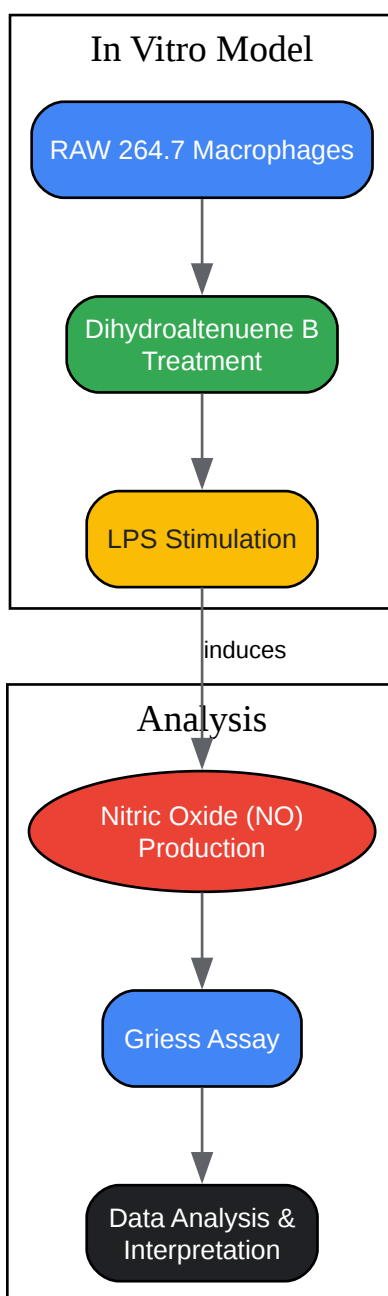 In Vitro Model
RAW 264.7 Macrophages
Dihydroaltenuene B
Treatment
LPS Stimulation
induces
Analysis
Nitric Oxide (NO)
Production
Griess Assay
Data Analysis &
Interpretation